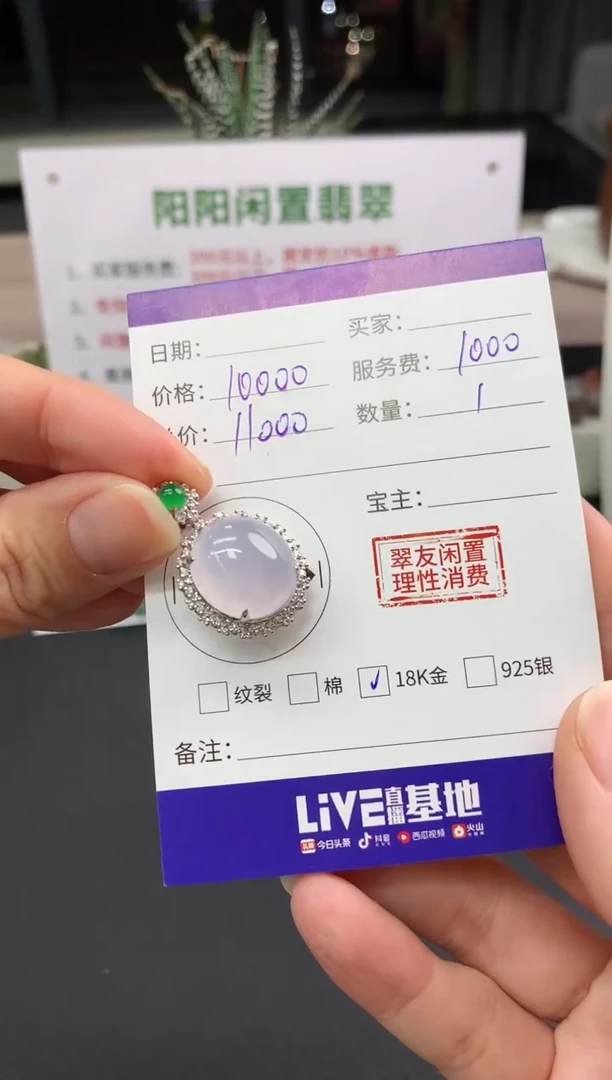 阳阳闲置翡翠
日期：
买家：
价格：10000
服务费：1000
价：11000
数量：1
宝主：
翠友闲置
理性消费
纹裂 棉 ✓ 18K金 925银
备注：
LiVE直播基地
头条 今日头条 抖音 西瓜视频 火山